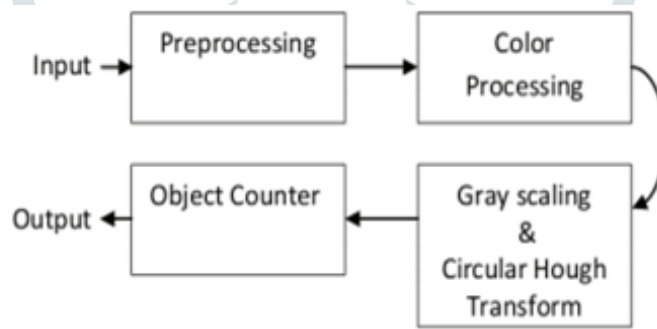 Input
Preprocessing
Color
Processing
Gray scaling
&
Circular Hough
Transform
Object Counter
Output